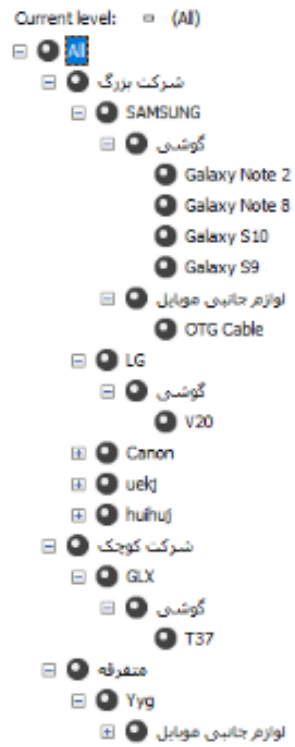 Current level: (All)
All
شرکت بزرگ
SAMSUNG
گوشی
Galaxy Note 2
Galaxy Note 8
Galaxy S10
Galaxy S9
لوازم جانبی موبایل
OTG Cable
LG
گوشی
V20
Canon
uekj
huihuj
شرکت کوچک
GLX
گوشی
T37
متفرقه
Yyg
لوازم جانبی موبایل